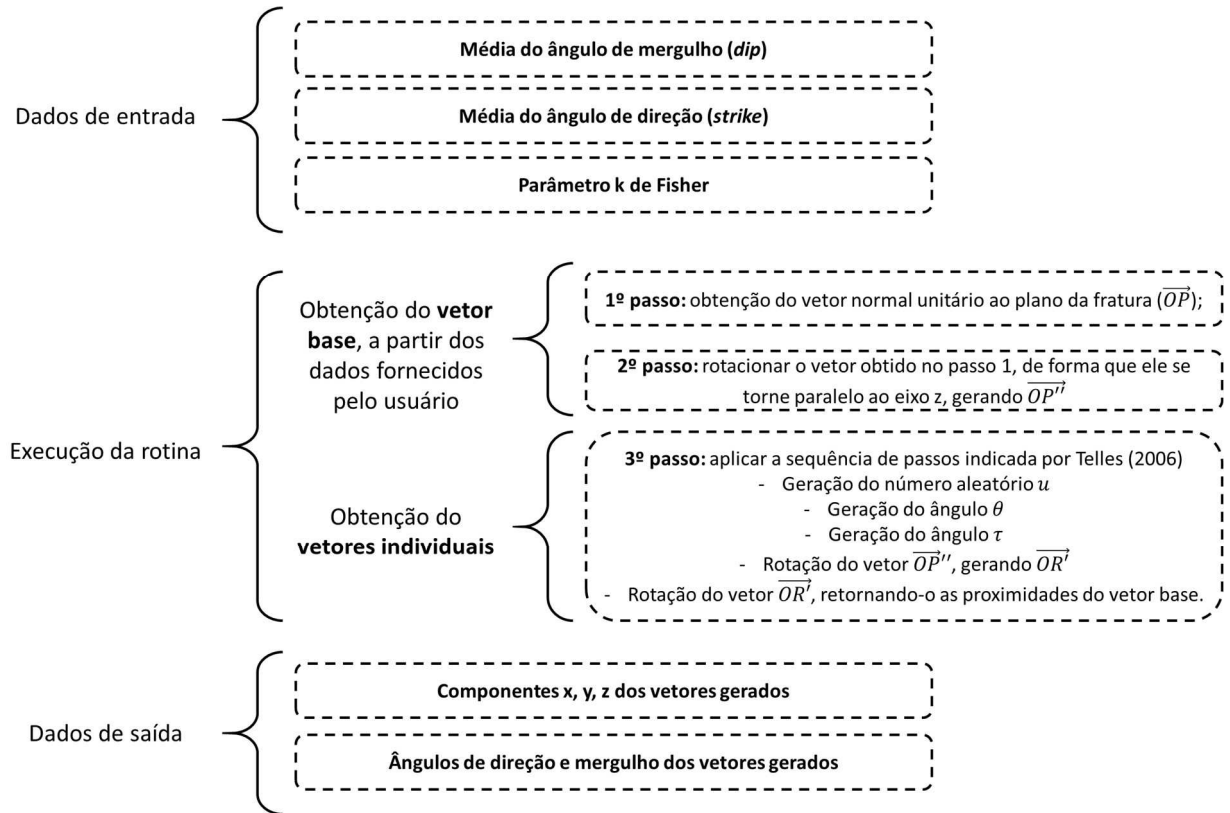 Dados de entrada
Média do ângulo de mergulho (dip)
Média do ângulo de direção (strike)
Parâmetro k de Fisher
Execução da rotina
Obtenção do vetor
base, a partir dos
dados fornecidos
pelo usuário
1º passo: obtenção do vetor normal unitário ao plano da fratura (\(\overrightarrow{OP}\));
2º passo: rotacionar o vetor obtido no passo 1, de forma que ele se
torne paralelo ao eixo z, gerando \(\overrightarrow{OP''}\)
Obtenção do
vetores individuais
3º passo: aplicar a sequência de passos indicada por Telles (2006)
- Geração do número aleatório u
- Geração do ângulo θ
- Geração do ângulo τ
- Rotação do vetor \(\overrightarrow{OP}''\), gerando \(\overrightarrow{OR'}\)
- Rotação do vetor \(\overrightarrow{OR'}\), retornando-o as proximidades do vetor base.
Dados de saída
Componentes x, y, z dos vetores gerados
Ângulos de direção e mergulho dos vetores gerados